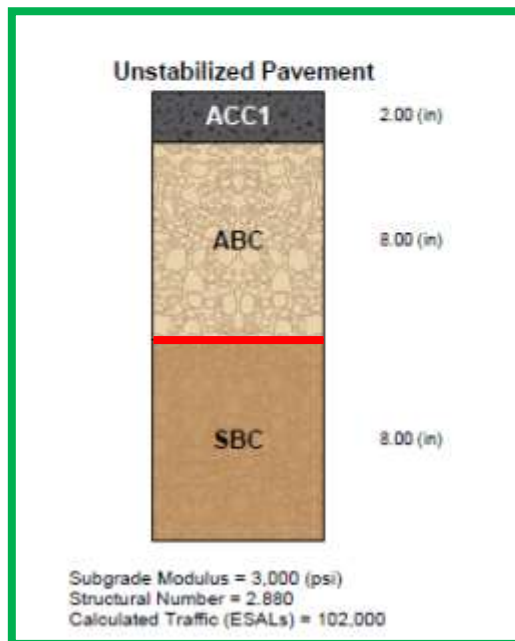 Unstabilized Pavement
ACC1 2.00 (in)
ABC 8.00 (in)
SBC 8.00 (in)
Subgrade Modulus = 3,000 (psi)
Structural Number = 2.880
Calculated Traffic (ESALs) = 102,000